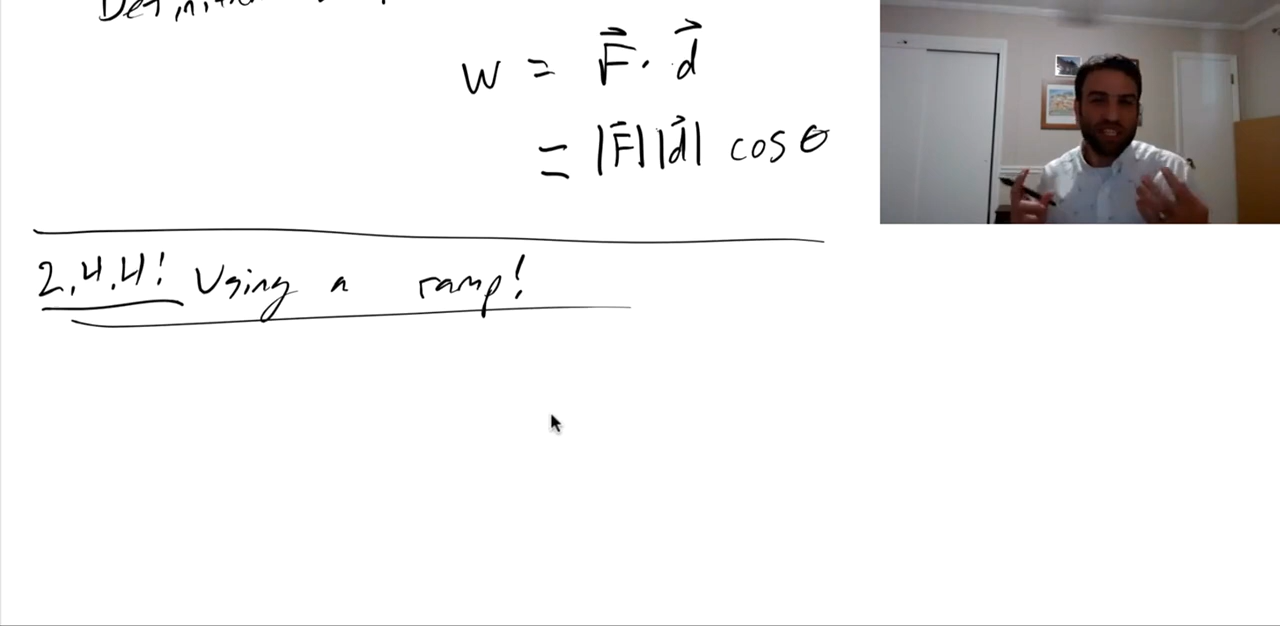 W = F⃗ · d⃗
= |F⃗| |d⃗| cos θ
2.4.4! Using a ramp!